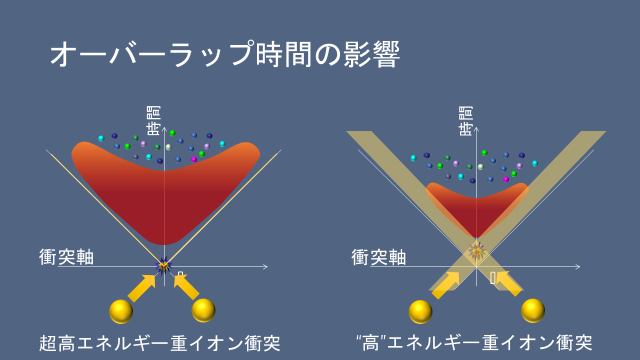 オーバーラップ時間の影響
時間
時間
衝突軸
衝突軸
超高エネルギー重イオン衝突
“高”エネルギー重イオン衝突